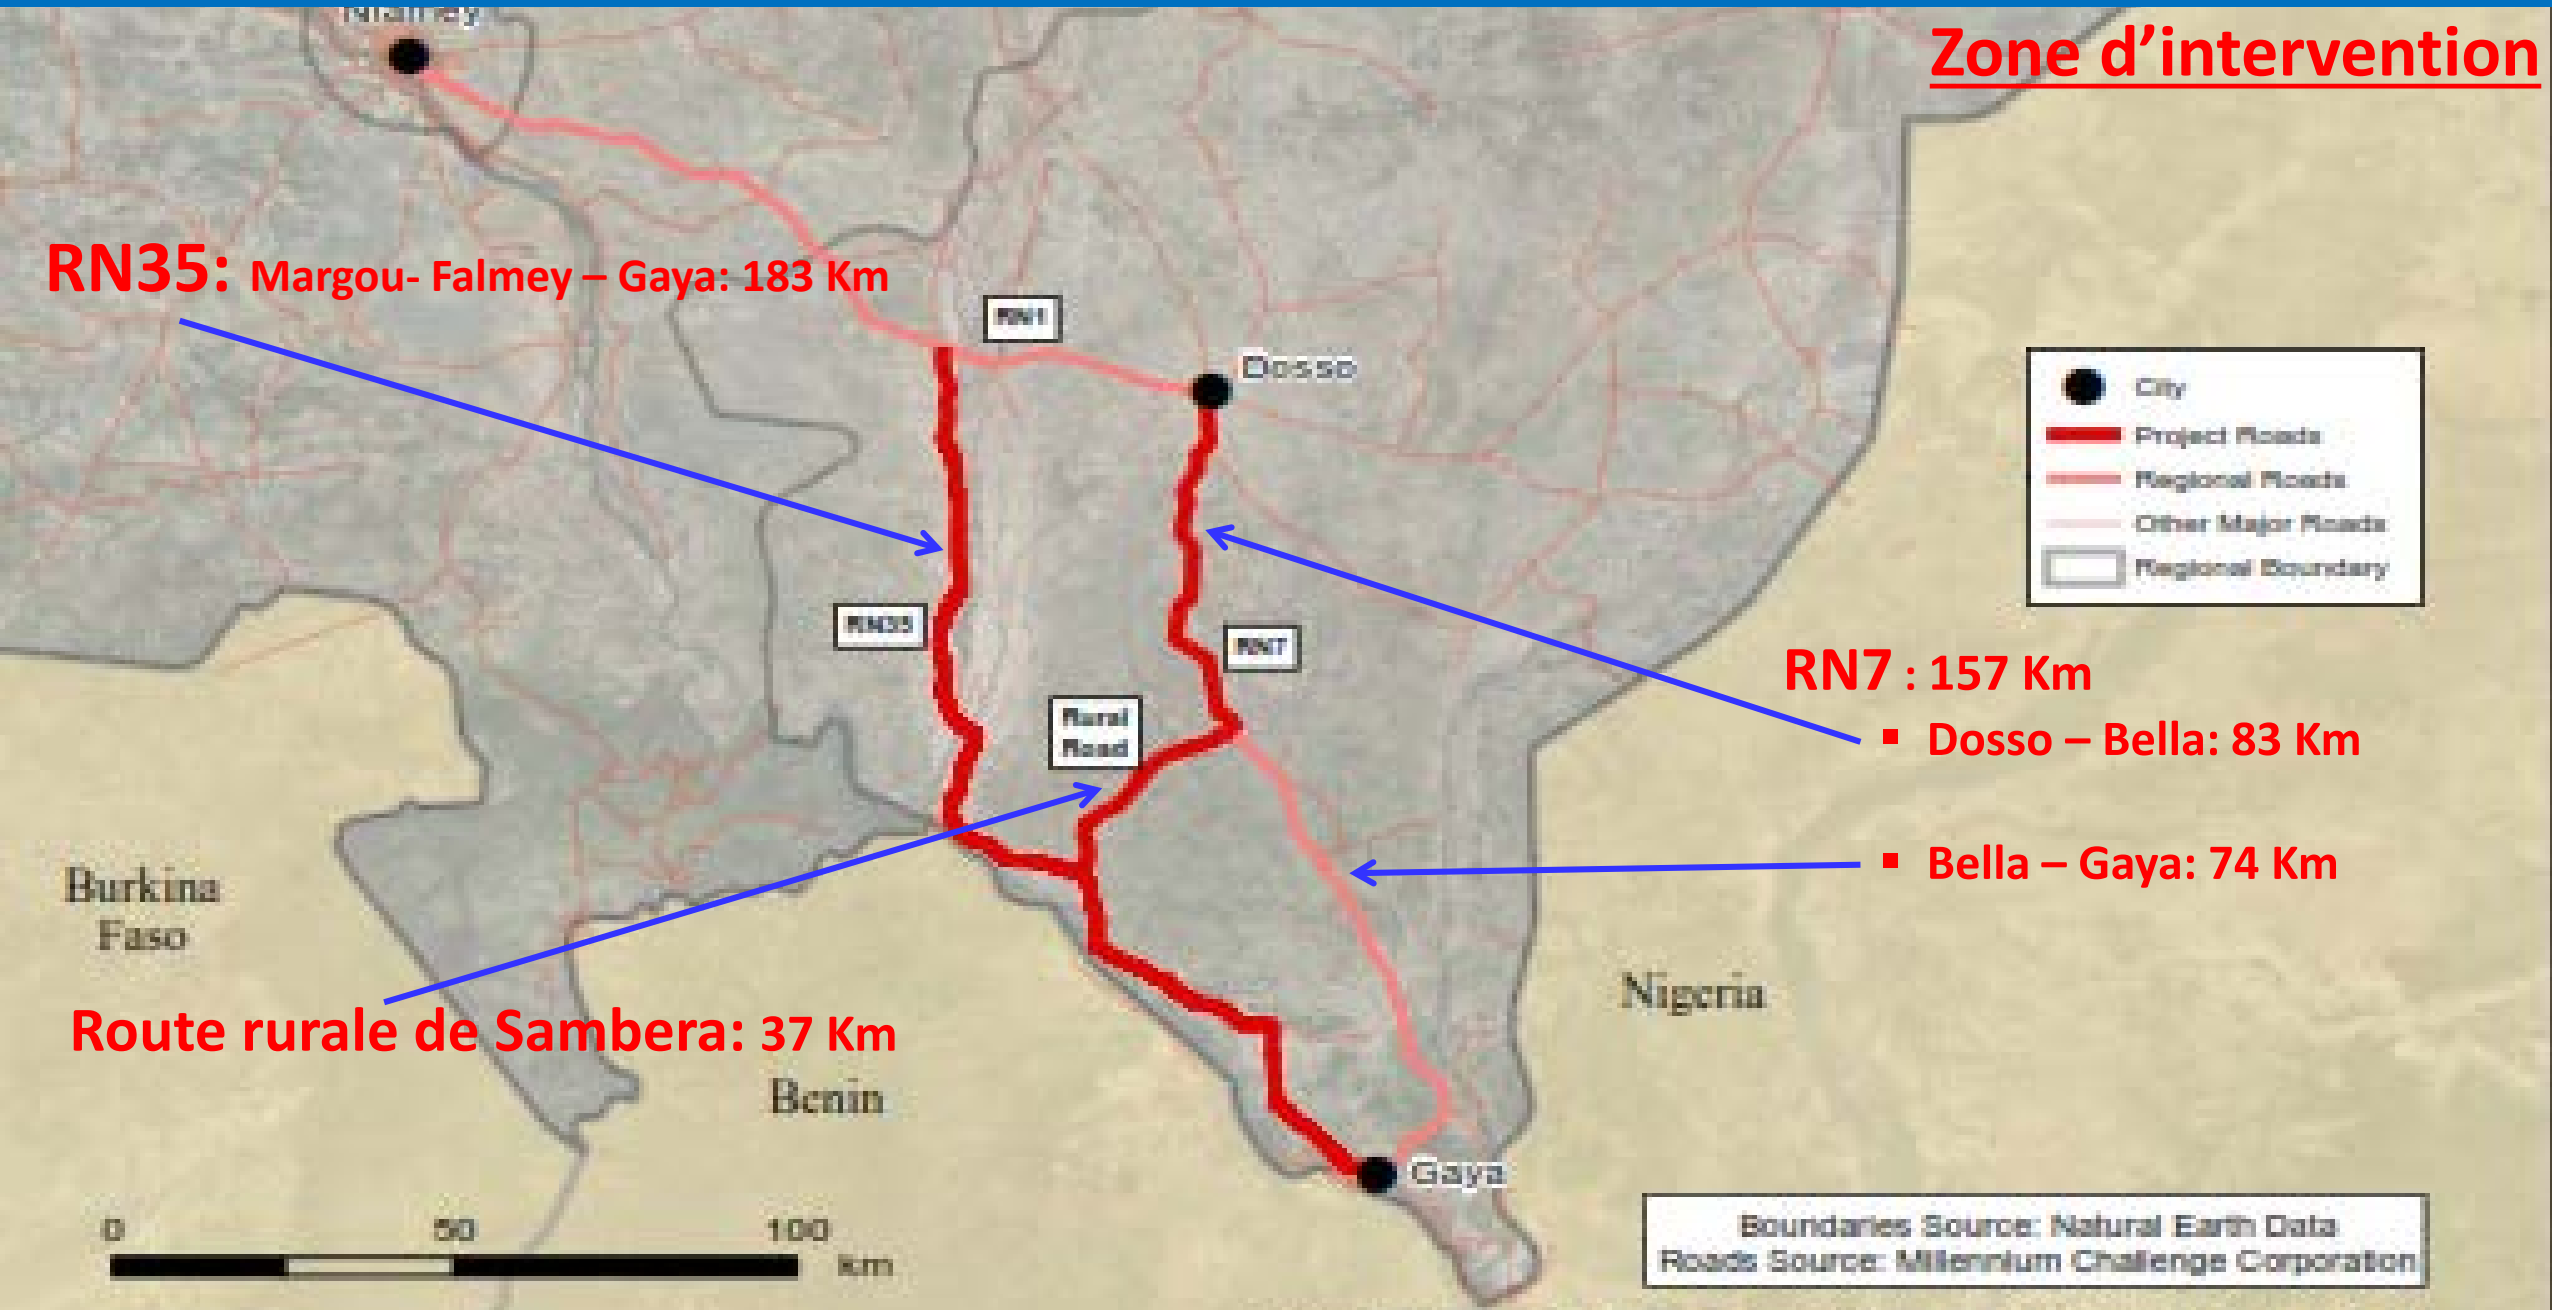 Niamey
Zone d’intervention
RN35: Margou- Falmey – Gaya: 183 Km
RN1
Dosso
City
Project Roads
Regional Roads
Other Major Roads
Regional Boundary
RN35
RN7
RN7 : 157 Km
Rural
Road
▪ Dosso – Bella: 83 Km
▪ Bella – Gaya: 74 Km
Burkina
Faso
Nigeria
Route rurale de Sambera: 37 Km
Benin
Gaya
0 50 100
km
Boundaries Source: Natural Earth Data
Roads Source: Millennium Challenge Corporation